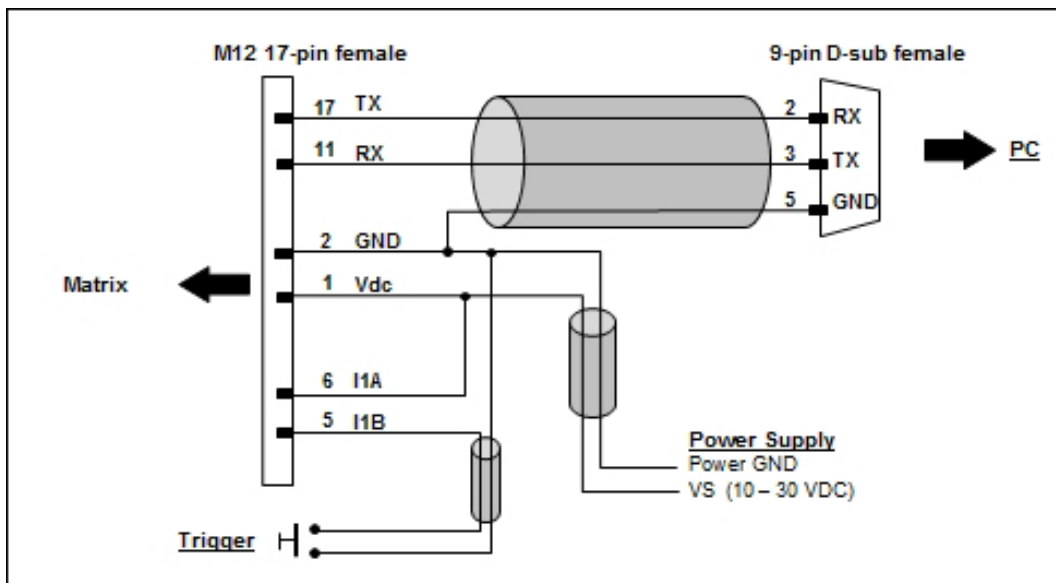 M12 17-pin female
9-pin D-sub female
17 TX
2 RX
11 RX
3 TX
PC
5 GND
2 GND
Matrix
1 Vdc
6 I1A
5 I1B
Power Supply
Power GND
VS (10 – 30 VDC)
Trigger